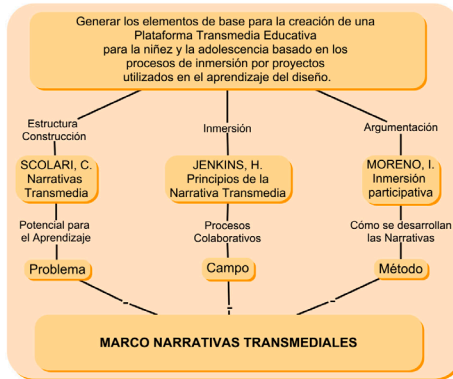 Generar los elementos de base para la creación de una
Plataforma Transmedia Educativa
para la niñez y la adolescencia basado en los
procesos de inmersión por proyectos
utilizados en el aprendizaje del diseño.
Estructura
Construcción
Inmersión
Argumentación
SCOLARI, C.
Narrativas
Transmedia
JENKINS, H.
Principios de la
Narrativa Transmedia
MORENO, I.
Inmersión
participativa
Potencial para
el Aprendizaje
Procesos
Colaborativos
Cómo se desarrollan
las Narrativas
Problema
Campo
Método
MARCO NARRATIVAS TRANSMEDIALES